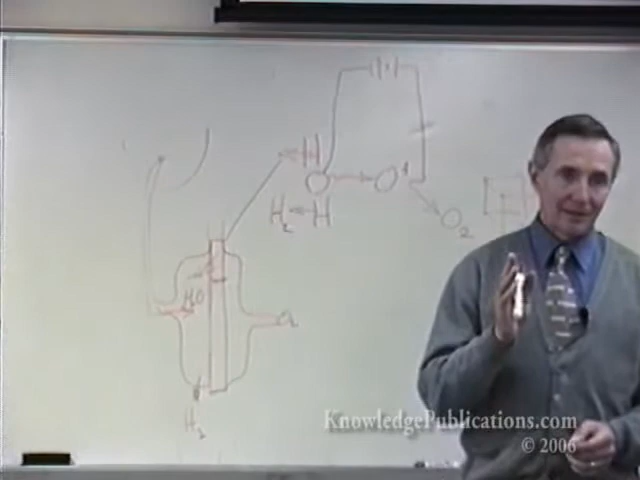 H
O O
H₂ H
O₂
H₂O
H₂
KnowledgePublications.com
© 2006